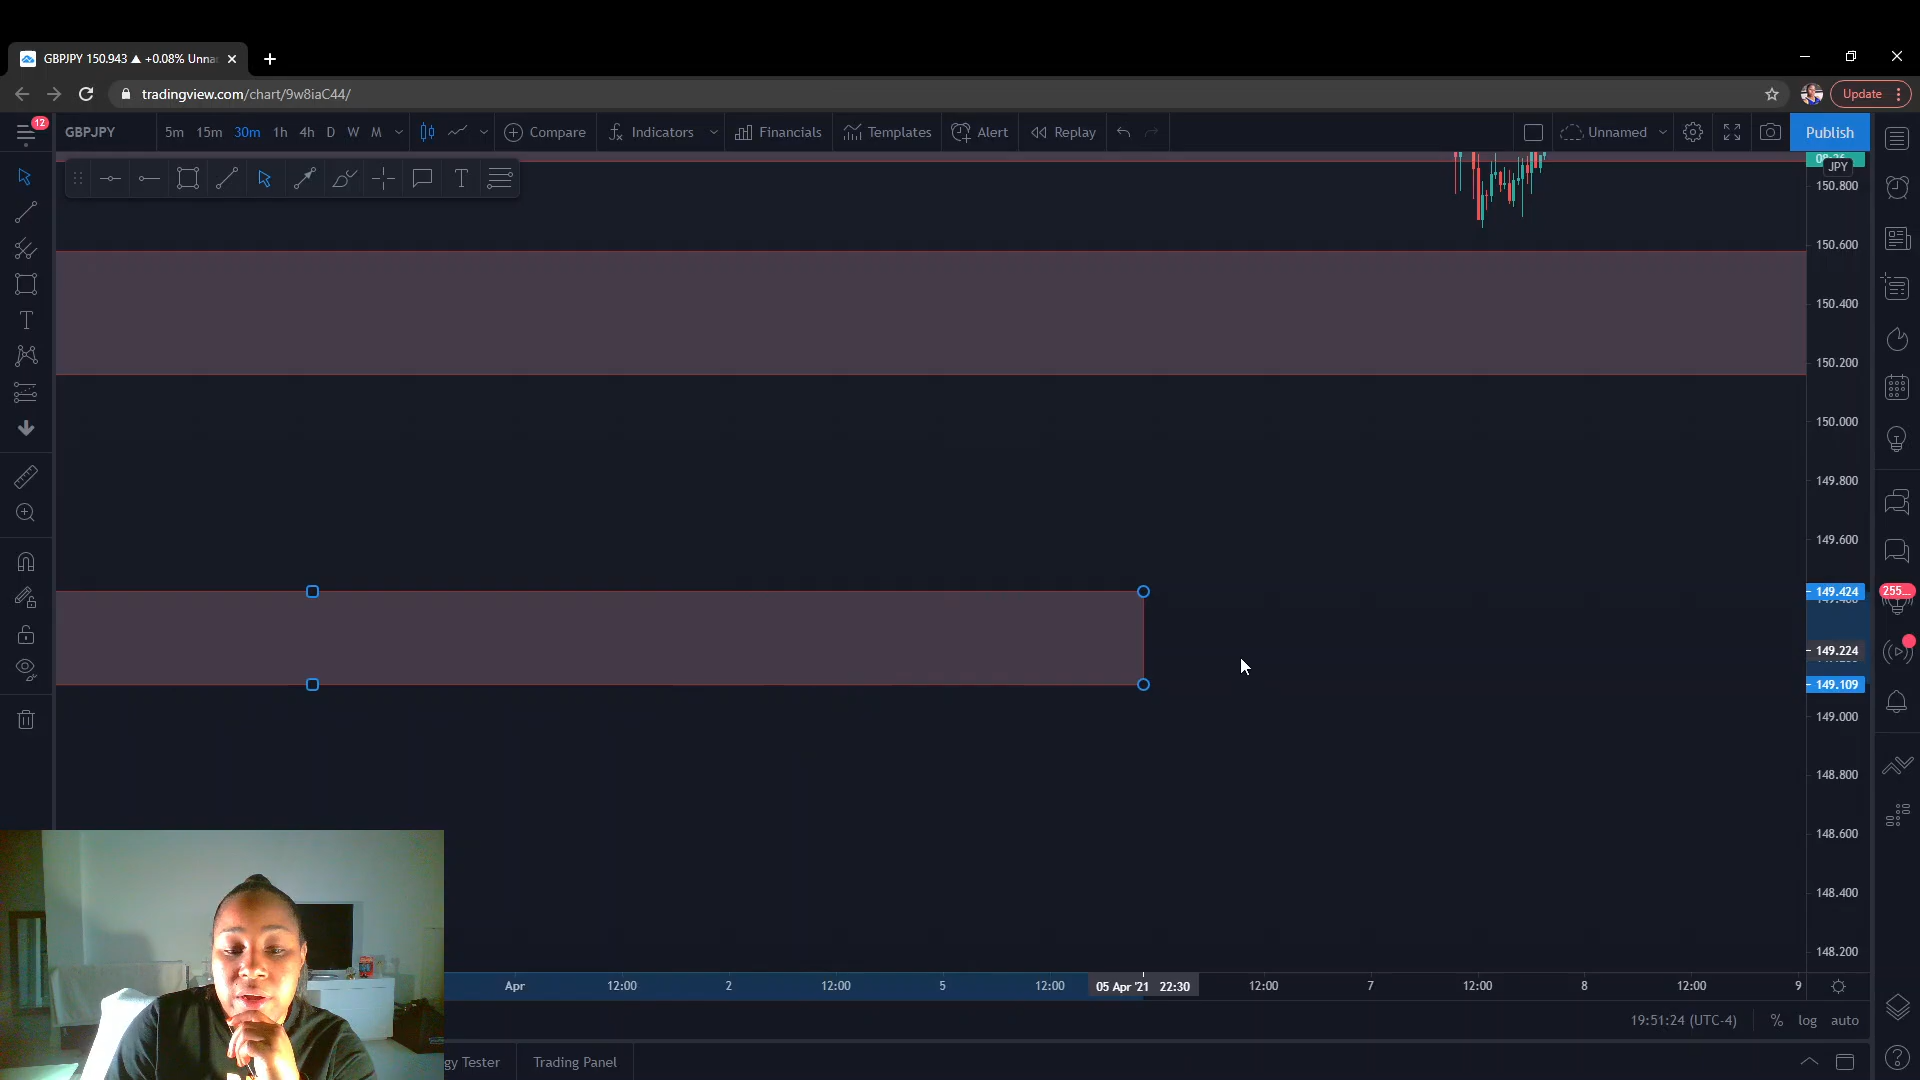 GBPJPY 150.943 ▲ +0.08% Unna
tradingview.com/chart/9w8iaC44/
Update
12
GBPJPY 5m 15m 30m 1h 4h D W M Compare Indicators Financials Templates Alert Replay Unnamed Publish
JPY
150.800
150.600
150.400
150.200
150.000
149.800
149.600
149.424
255...
149.224
149.109
149.000
148.800
148.600
148.400
148.200
Apr 12:00 2 12:00 5 12:00 05 Apr '21 22:30 12:00 7 12:00 8 12:00 9
19:51:24 (UTC-4) % log auto
gy Tester Trading Panel